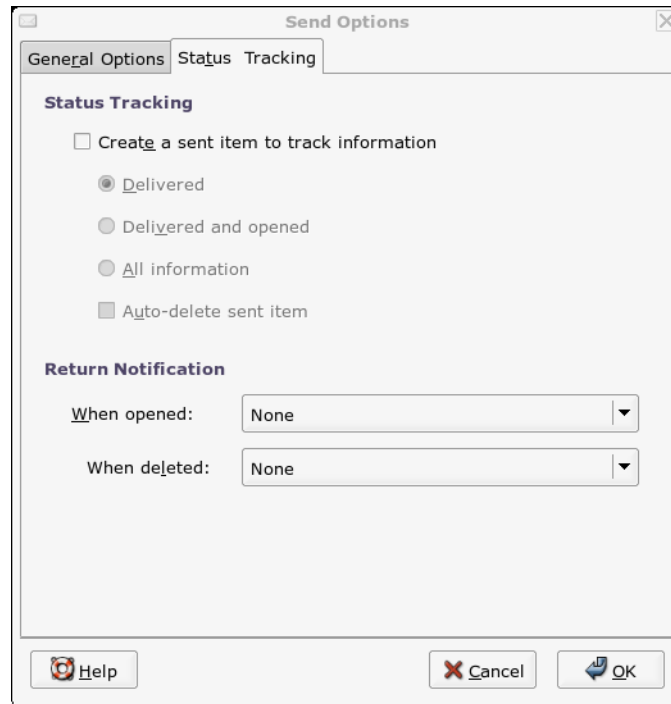 Send Options
General Options Status Tracking
Status Tracking
Create a sent item to track information
Delivered
Delivered and opened
All information
Auto-delete sent item
Return Notification
When opened: None
When deleted: None
Help Cancel OK